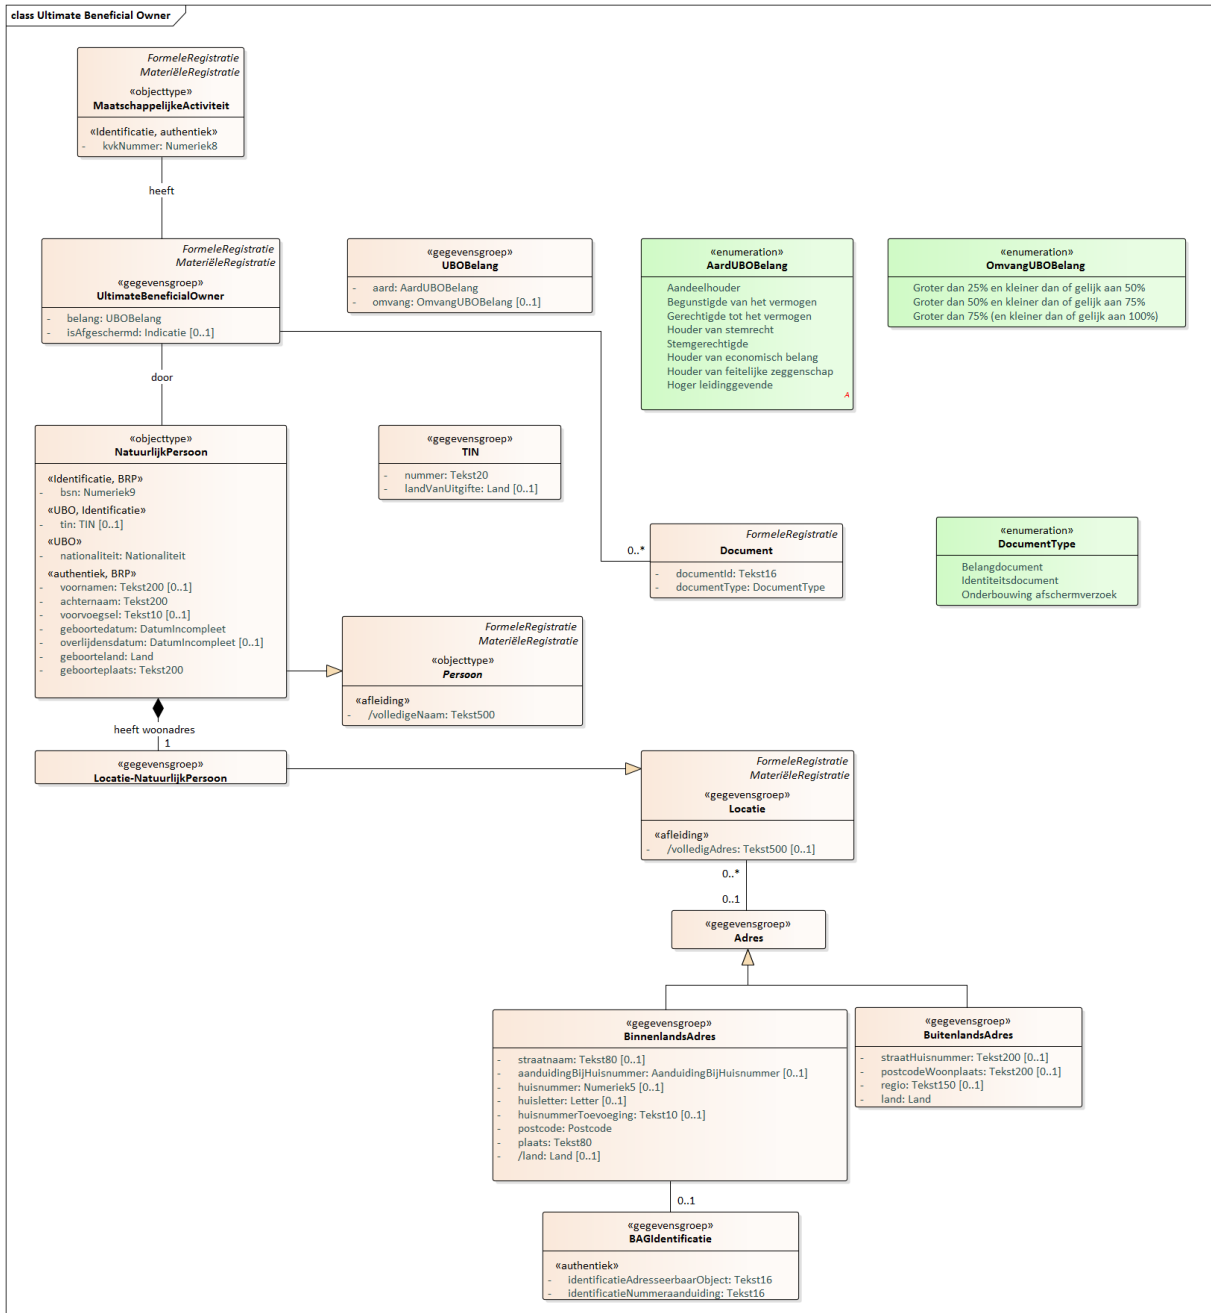 class Ultimate Beneficial Owner
FormeleRegistratie
MateriëleRegistratie
«objecttype»
MaatschappelijkeActiviteit
«Identificatie, authentiek»
- kvkNummer: Numeriek8
heeft
FormeleRegistratie
MateriëleRegistratie
«gegevensgroep»
UltimateBeneficialOwner
- belang: UBOBelang
- isAfgeschermd: Indicatie [0..1]
«gegevensgroep»
UBOBelang
- aard: AardUBOBelang
- omvang: OmvangUBOBelang [0..1]
«enumeration»
AardUBOBelang
Aandeelhouder
Begunstigde van het vermogen
Gerechtigde tot het vermogen
Houder van stemrecht
Stemgerechtigde
Houder van economisch belang
Houder van feitelijke zeggenschap
Hoger leidinggevende
A
«enumeration»
OmvangUBOBelang
Groter dan 25% en kleiner dan of gelijk aan 50%
Groter dan 50% en kleiner dan of gelijk aan 75%
Groter dan 75% (en kleiner dan of gelijk aan 100%)
door
«objecttype»
NatuurlijkPersoon
«Identificatie, BRP»
- bsn: Numeriek9
«UBO, Identificatie»
- tin: TIN [0..1]
«UBO»
- nationaliteit: Nationaliteit
«authentiek, BRP»
- voornamen: Tekst200 [0..1]
- achternaam: Tekst200
- voorvoegsel: Tekst10 [0..1]
- geboortedatum: DatumIncompleet
- overlijdensdatum: DatumIncompleet [0..1]
- geboorteland: Land
- geboorteplaats: Tekst200
«gegevensgroep»
TIN
- nummer: Tekst20
- landVanUitgifte: Land [0..1]
0..*
FormeleRegistratie
Document
- documentId: Tekst16
- documentType: DocumentType
«enumeration»
DocumentType
Belangdocument
Identiteitsdocument
Onderbouwing afschermverzoek
FormeleRegistratie
MateriëleRegistratie
«objecttype»
Persoon
«afleiding»
- /volledigeNaam: Tekst500
heeft woonadres
1
«gegevensgroep»
Locatie-NatuurlijkPersoon
FormeleRegistratie
MateriëleRegistratie
«gegevensgroep»
Locatie
«afleiding»
- /volledigAdres: Tekst500 [0..1]
0..*
0..1
«gegevensgroep»
Adres
«gegevensgroep»
BinnenlandsAdres
- straatnaam: Tekst80 [0..1]
- aanduidingBijHuisnummer: AanduidingBijHuisnummer [0..1]
- huisnummer: Numeriek5 [0..1]
- huisletter: Letter [0..1]
- huisnummerToevoeging: Tekst10 [0..1]
- postcode: Postcode
- plaats: Tekst80
- /land: Land [0..1]
«gegevensgroep»
BuitenlandsAdres
- straatHuisnummer: Tekst200 [0..1]
- postcodeWoonplaats: Tekst200 [0..1]
- regio: Tekst150 [0..1]
- land: Land
0..1
«gegevensgroep»
BAGIdentificatie
«authentiek»
- identificatieAdresseerbaarObject: Tekst16
- identificatieNummeraanduiding: Tekst16